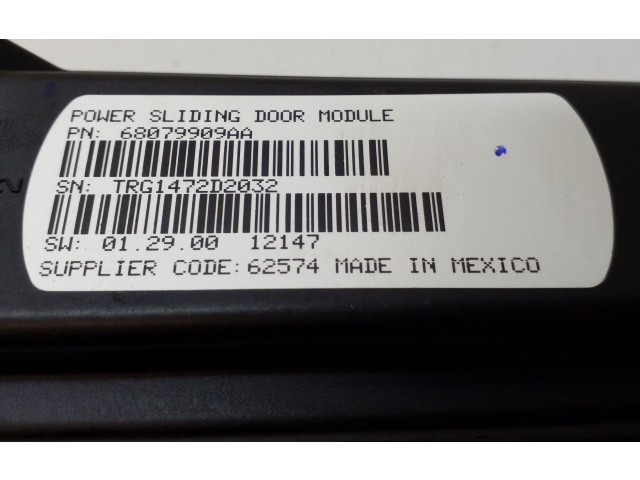 POWER SLIDING DOOR MODULE
PN: 68079909AA
SN: TRG1472D2032
SW: 01.29.00 12147
SUPPLIER CODE: 62574 MADE IN MEXICO